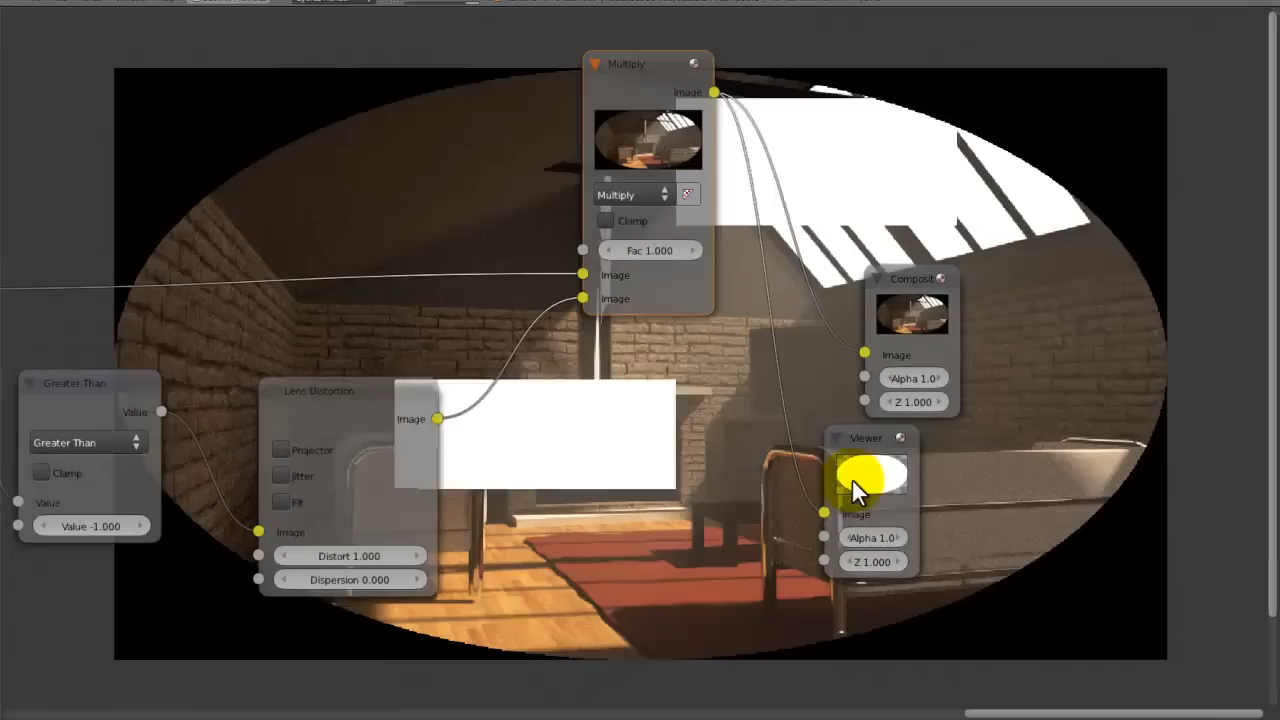 Multiply
Image
Multiply
Clamp
Fac 1.000
Image
Image
Composit
Image
Alpha 1.0
Z 1.000
Greater Than
Value
Greater Than
Clamp
Value
Value -1.000
Lens Distortion
Image
Projector
Jitter
Fit
Image
Distort 1.000
Dispersion 0.000
Viewer
Image
Alpha 1.0
Z 1.000